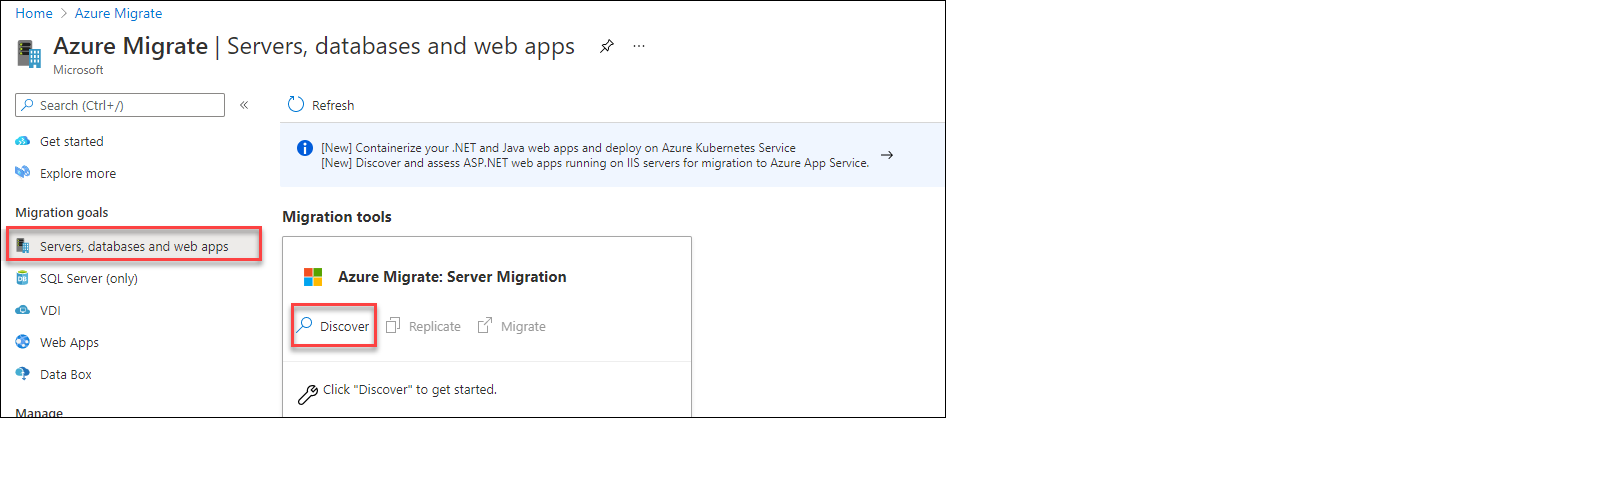 Home > Azure Migrate
Azure Migrate | Servers, databases and web apps ...
Microsoft
Search (Ctrl+/) «
Refresh
Get started
Explore more
[New] Containerize your .NET and Java web apps and deploy on Azure Kubernetes Service
[New] Discover and assess ASP.NET web apps running on IIS servers for migration to Azure App Service. →
Migration goals
Servers, databases and web apps
SQL Server (only)
VDI
Web Apps
Data Box
Manage
Migration tools
Azure Migrate: Server Migration
Discover Replicate Migrate
Click "Discover" to get started.